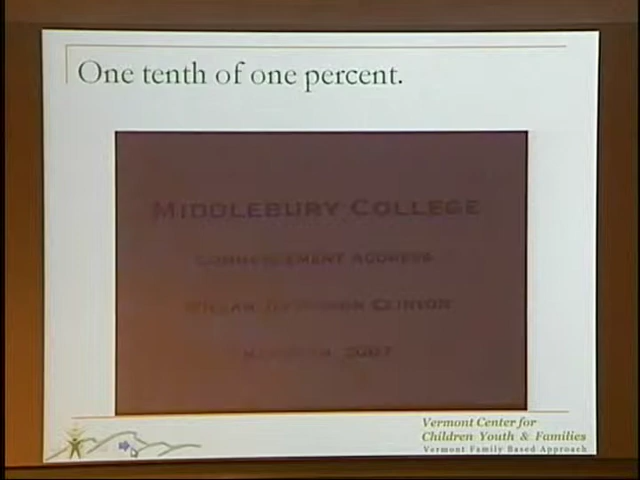 One tenth of one percent.
MIDDLEBURY COLLEGE
COMMENCEMENT ADDRESS
CLINTON
2007
Vermont Center for
Children Youth & Families
Vermont Family Based Approach